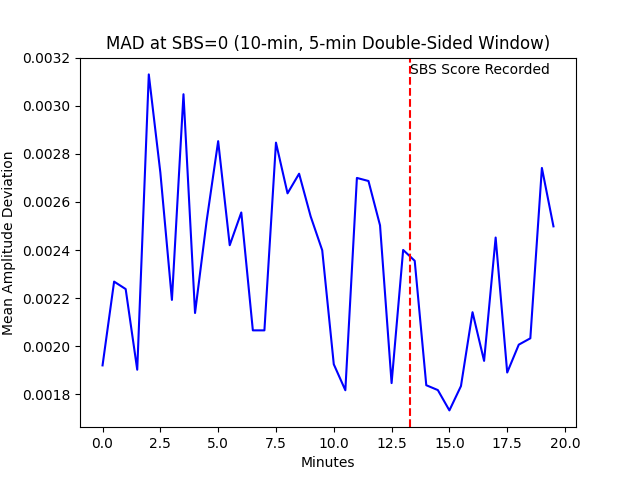 MAD at SBS=0 (10-min, 5-min Double-Sided Window)
SBS Score Recorded
Mean Amplitude Deviation
0.0032
0.0030
0.0028
0.0026
0.0024
0.0022
0.0020
0.0018
0.0 2.5 5.0 7.5 10.0 12.5 15.0 17.5 20.0
Minutes